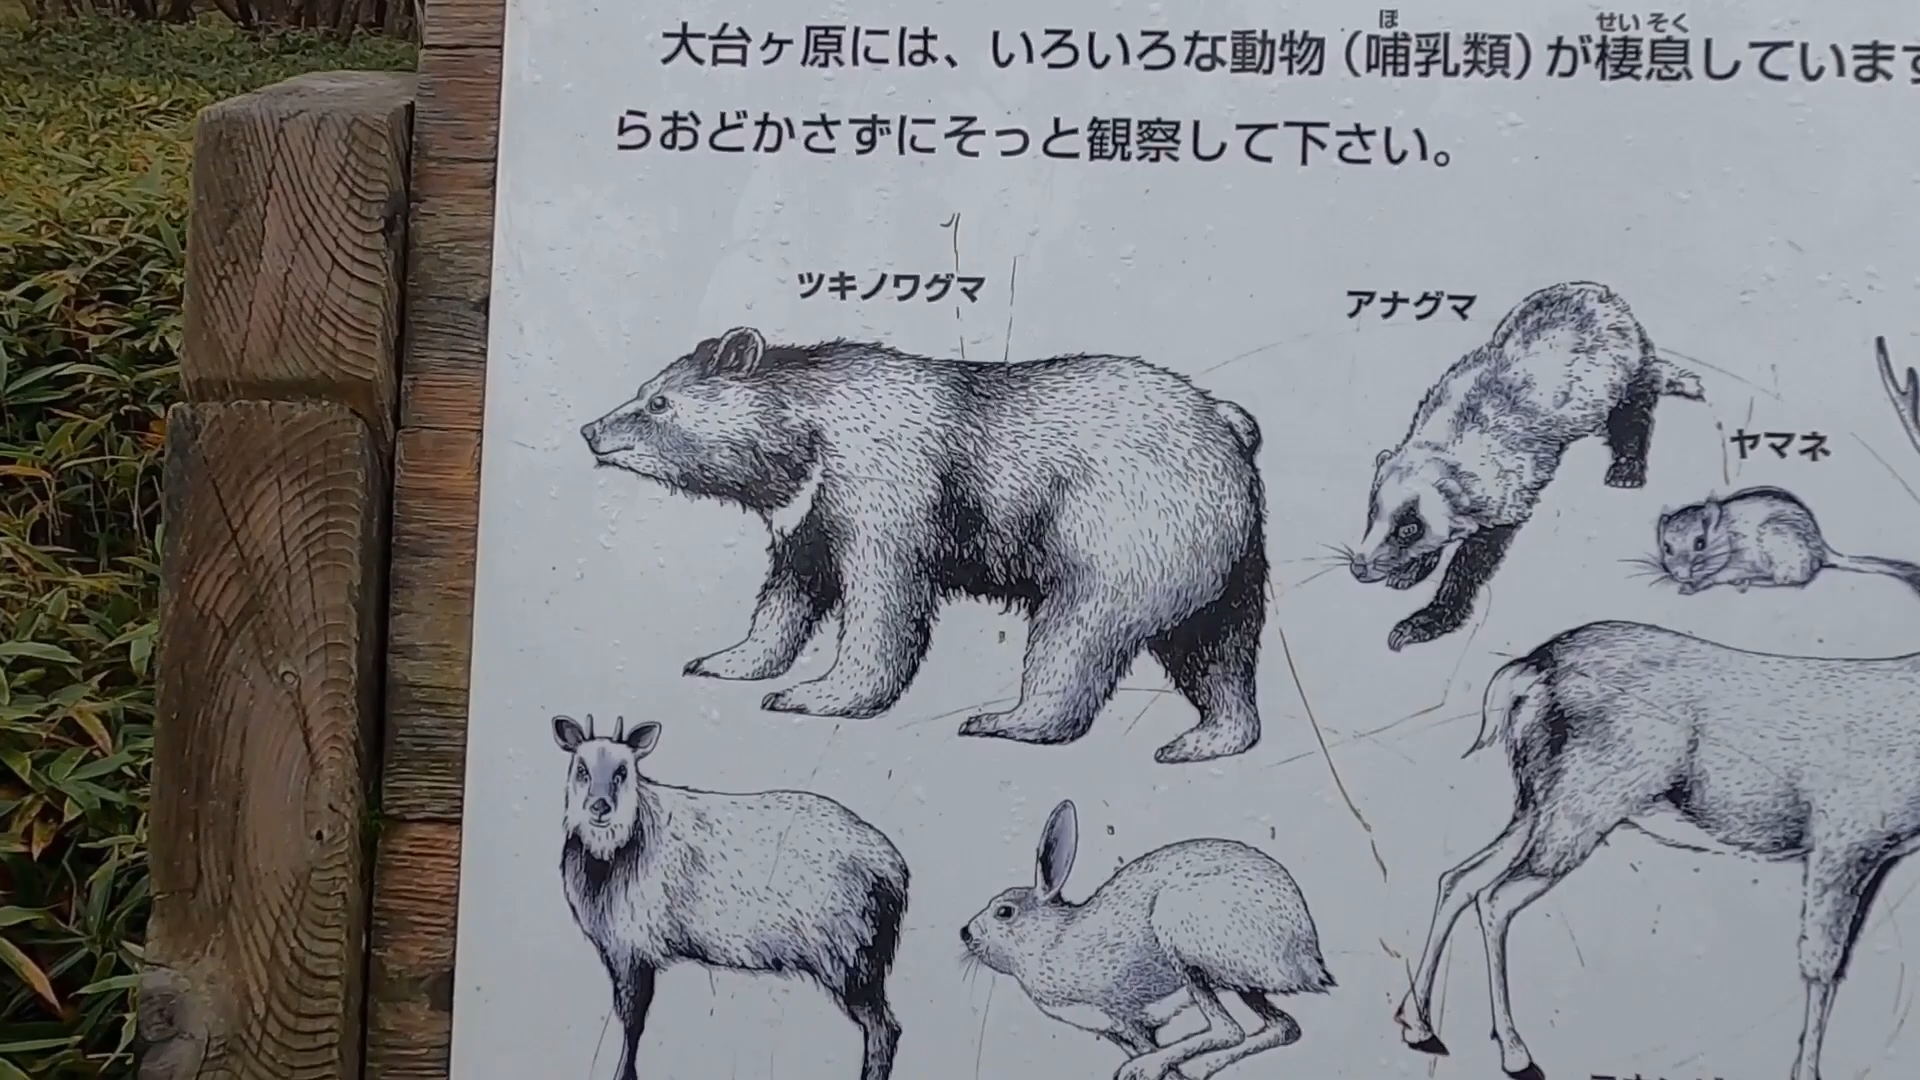 ほ せいそく
大台ヶ原には、いろいろな動物（哺乳類）が棲息しています
らおどかさずにそっと観察して下さい。
ツキノワグマ
アナグマ
ヤマネ